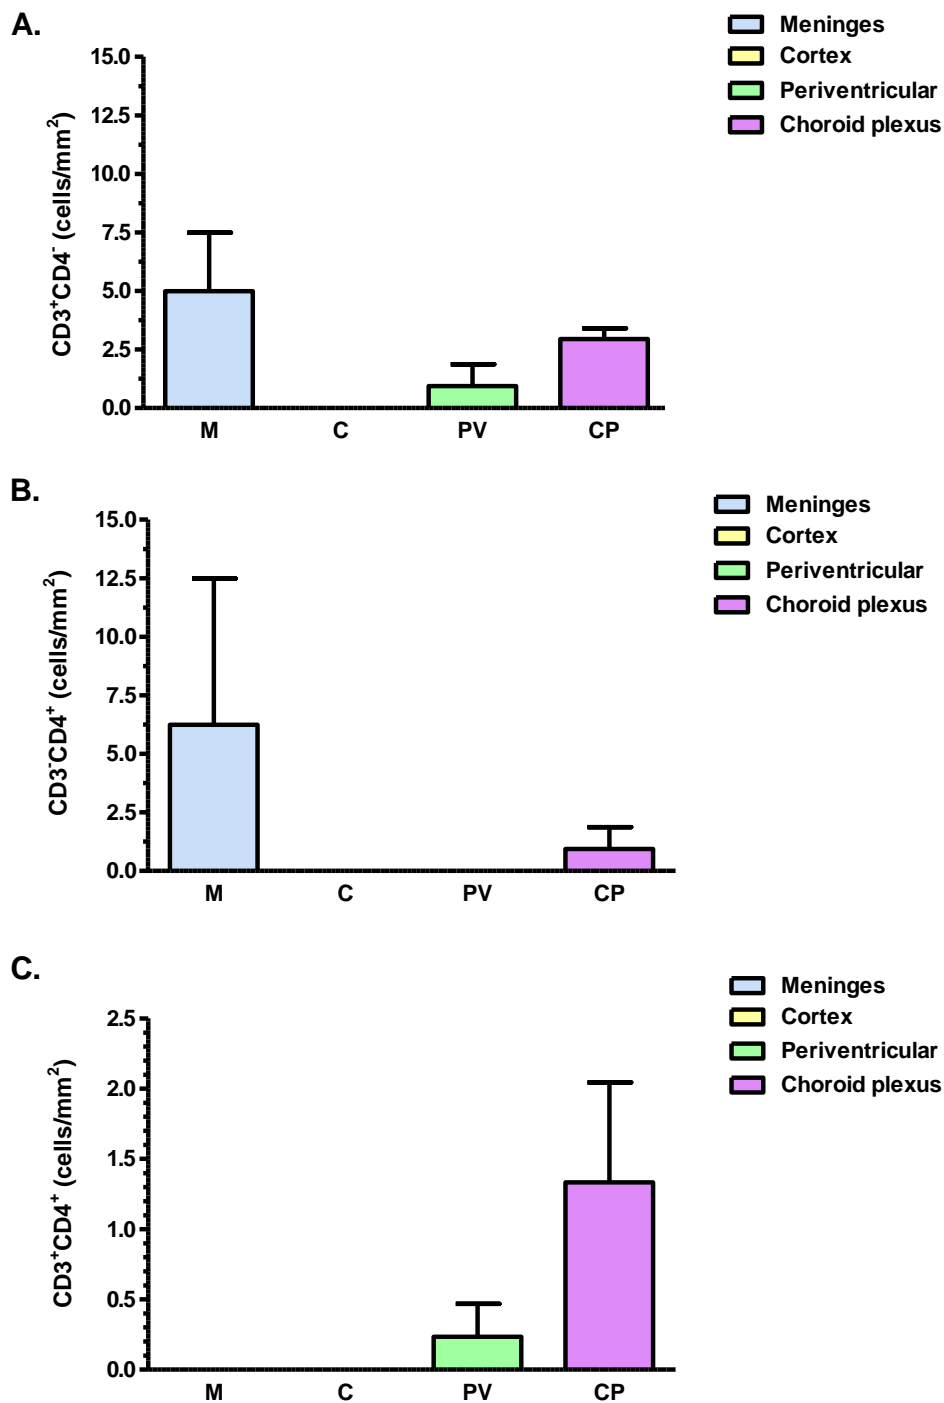 A.
Meninges
Cortex
Periventricular
Choroid plexus
CD3⁺CD4⁻ (cells/mm²)
15.0
12.5
10.0
7.5
5.0
2.5
0.0
M C PV CP
B.
Meninges
Cortex
Periventricular
Choroid plexus
CD3⁻CD4⁺ (cells/mm²)
15.0
12.5
10.0
7.5
5.0
2.5
0.0
M C PV CP
C.
Meninges
Cortex
Periventricular
Choroid plexus
CD3⁺CD4⁺ (cells/mm²)
2.5
2.0
1.5
1.0
0.5
0.0
M C PV CP